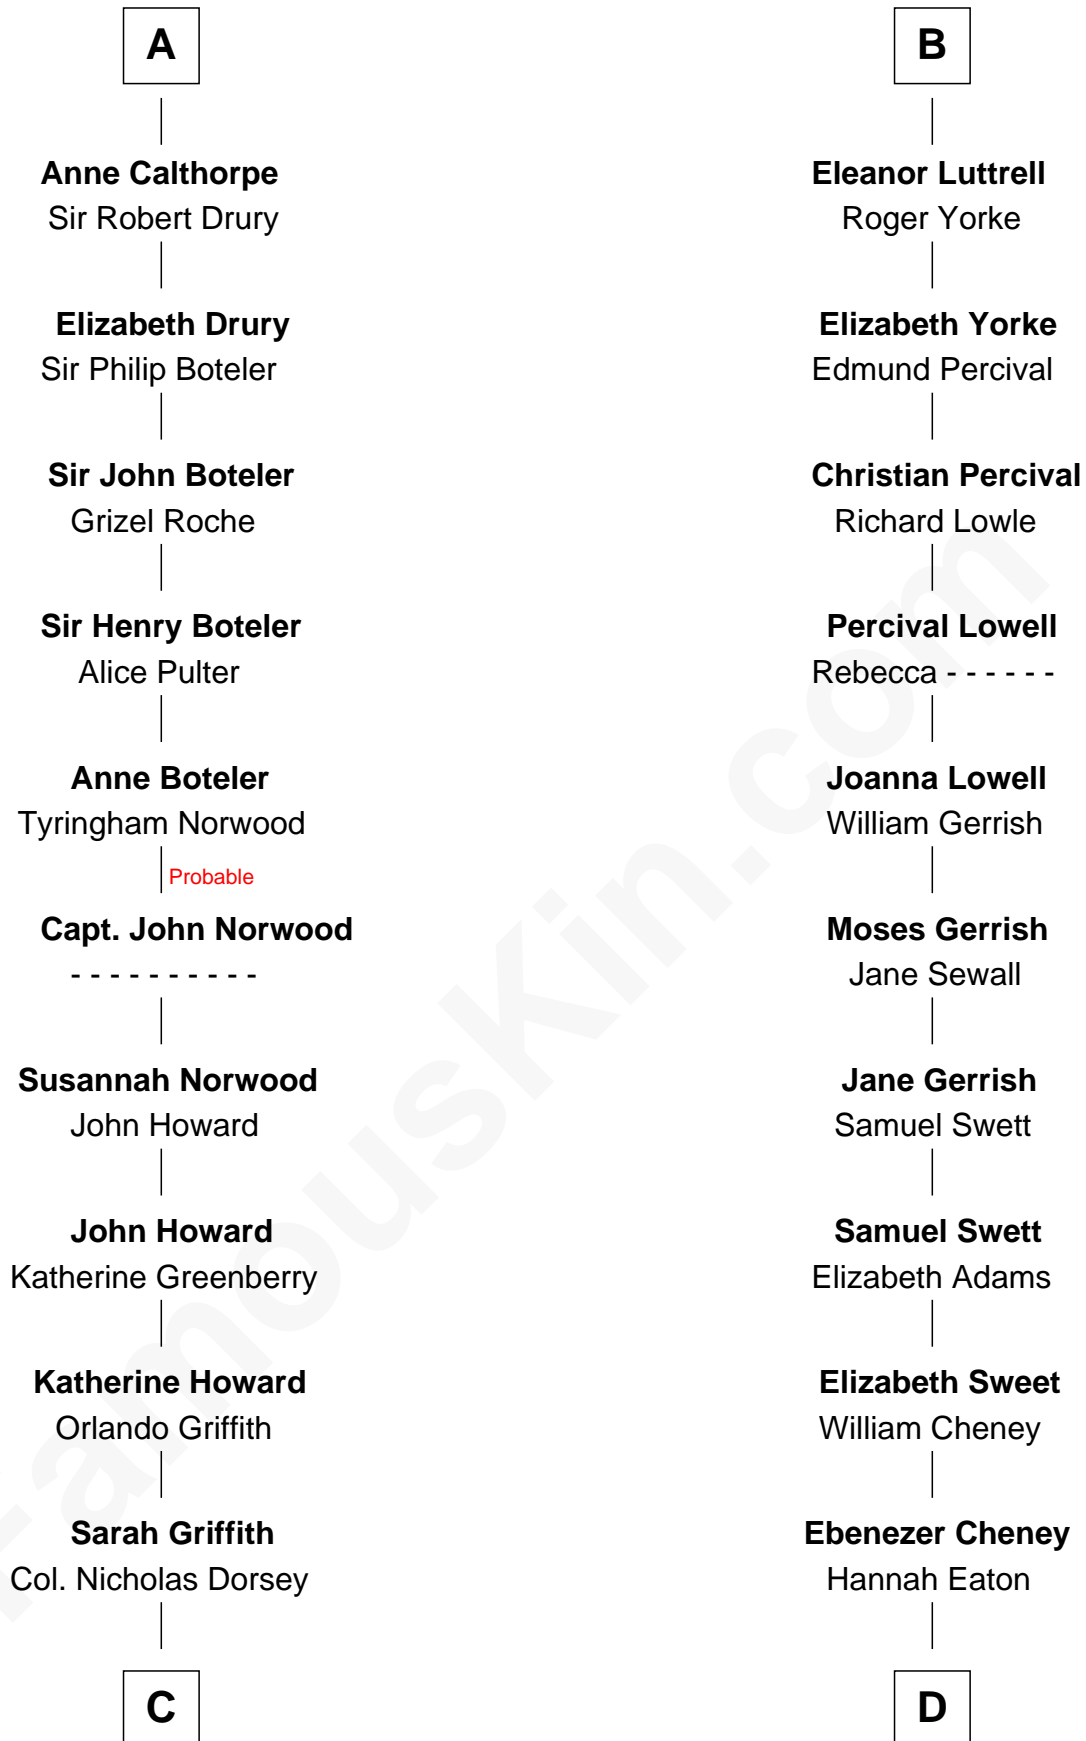 A
Anne Calthorpe
Sir Robert Drury
Elizabeth Drury
Sir Philip Boteler
Sir John Boteler
Grizel Roche
Sir Henry Boteler
Alice Pulter
Anne Boteler
Tyringham Norwood
Probable
Capt. John Norwood
- - - - - - - - - -
Susannah Norwood
John Howard
John Howard
Katherine Greenberry
Katherine Howard
Orlando Griffith
Sarah Griffith
Col. Nicholas Dorsey
C
B
Eleanor Luttrell
Roger Yorke
Elizabeth Yorke
Edmund Percival
Christian Percival
Richard Lowle
Percival Lowell
Rebecca - - - - - -
Joanna Lowell
William Gerrish
Moses Gerrish
Jane Sewall
Jane Gerrish
Samuel Swett
Samuel Swett
Elizabeth Adams
Elizabeth Sweet
William Cheney
Ebenezer Cheney
Hannah Eaton
D
FamousKin.com